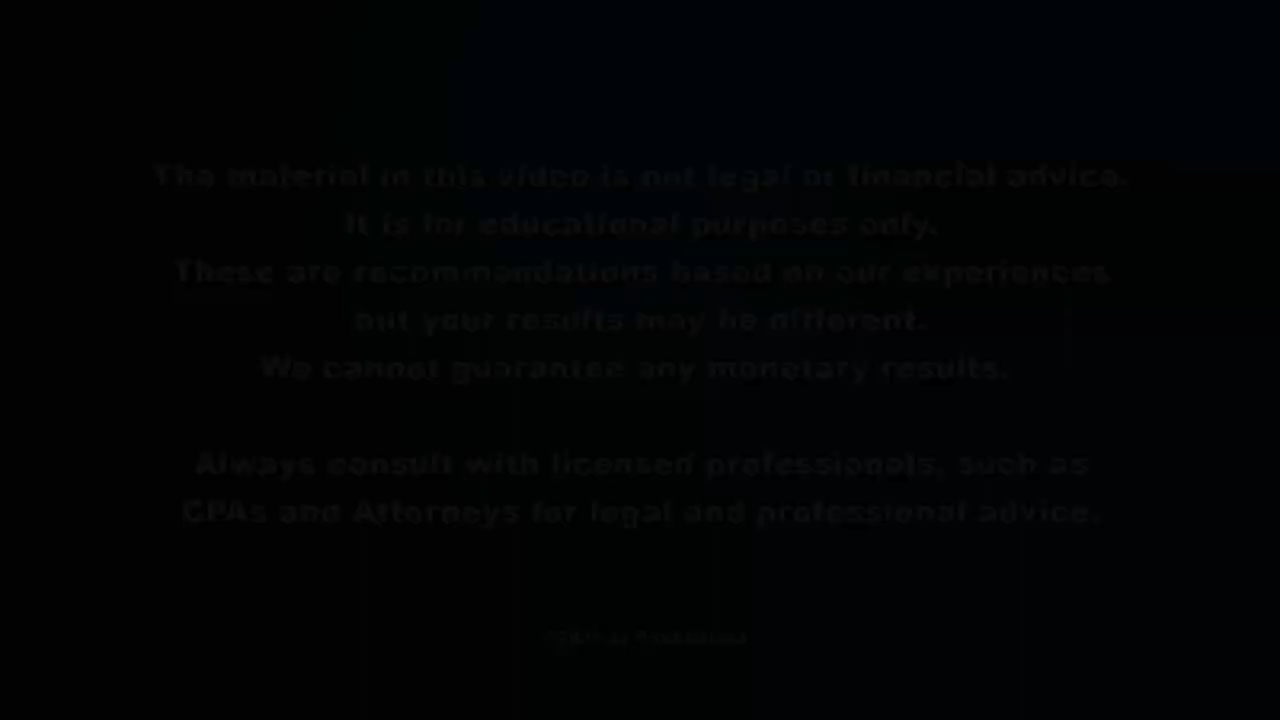 The material in this video is not legal or financial advice.
It is for educational purposes only.
These are recommendations based on our experiences
but your results may be different.
We cannot guarantee any monetary results.
Always consult with licensed professionals, such as
CPAs and Attorneys for legal and professional advice.